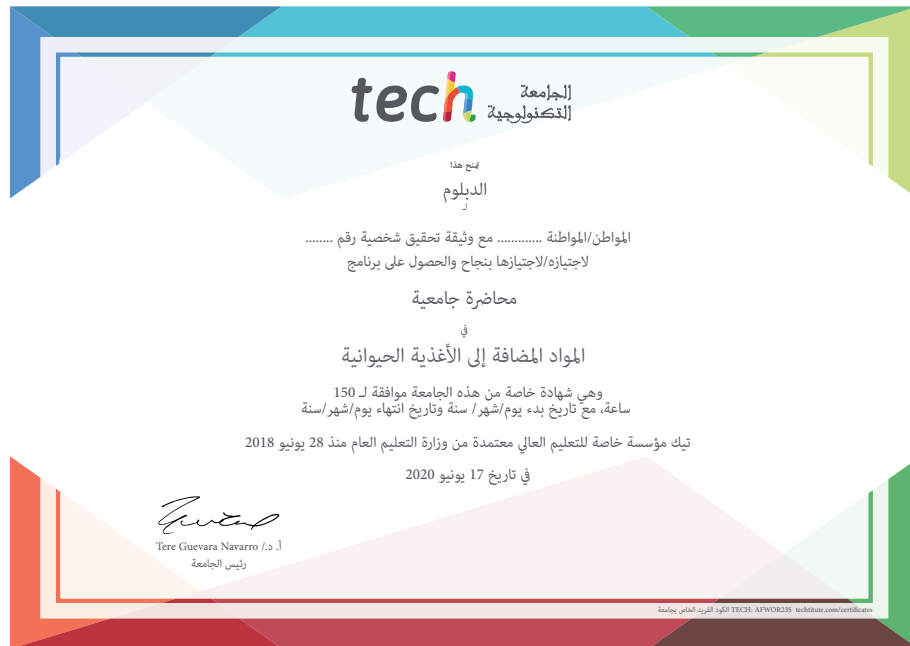 tech الجامعة
التكنولوجية
يمنح هذا
الدبلوم
لـ
المواطن/المواطنة ............. مع وثيقة تحقيق شخصية رقم ........
لاجتيازه/لاجتيازها بنجاح والحصول على برنامج
محاضرة جامعية
في
المواد المضافة إلى الأغذية الحيوانية
وهي شهادة خاصة من هذه الجامعة موافقة لـ 150
ساعة، مع تاريخ بدء يوم/شهر/ سنة وتاريخ انتهاء يوم/شهر/سنة
تيك مؤسسة خاصة للتعليم العالي معتمدة من وزارة التعليم العام منذ 28 يونيو 2018
في تاريخ 17 يونيو 2020
أ. د./ Tere Guevara Navarro
رئيس الجامعة
الكود الفريد الخاص بجامعة TECH: AFWOR23S techtitute.com/certificates